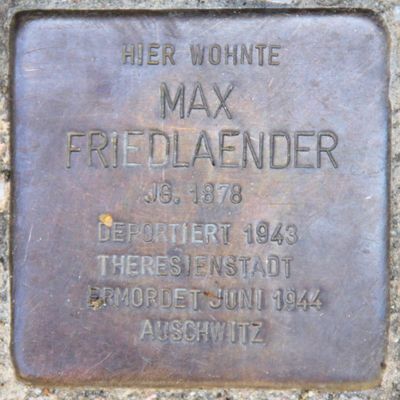 HIER WOHNTE
MAX
FRIEDLAENDER
JG. 1878
DEPORTIERT 1943
THERESIENSTADT
ERMORDET JUNI 1944
AUSCHWITZ